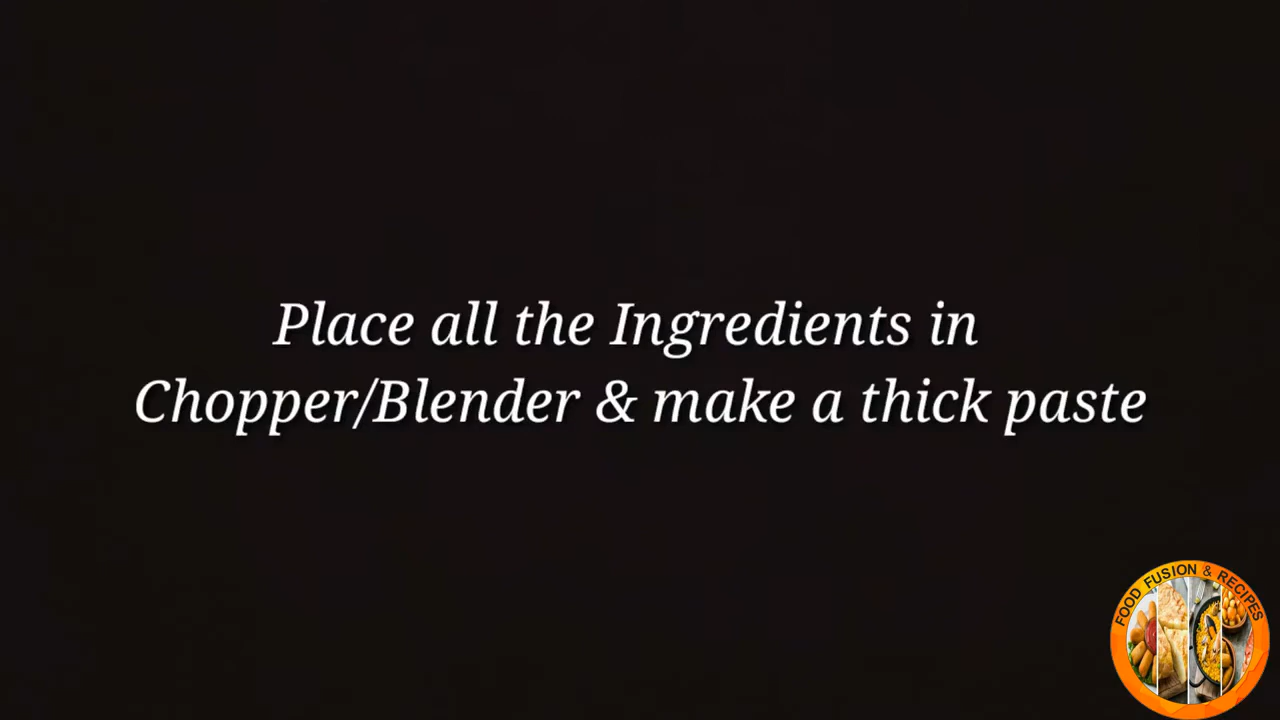 Place all the Ingredients in
Chopper/Blender & make a thick paste
FOOD FUSION & RECIPES